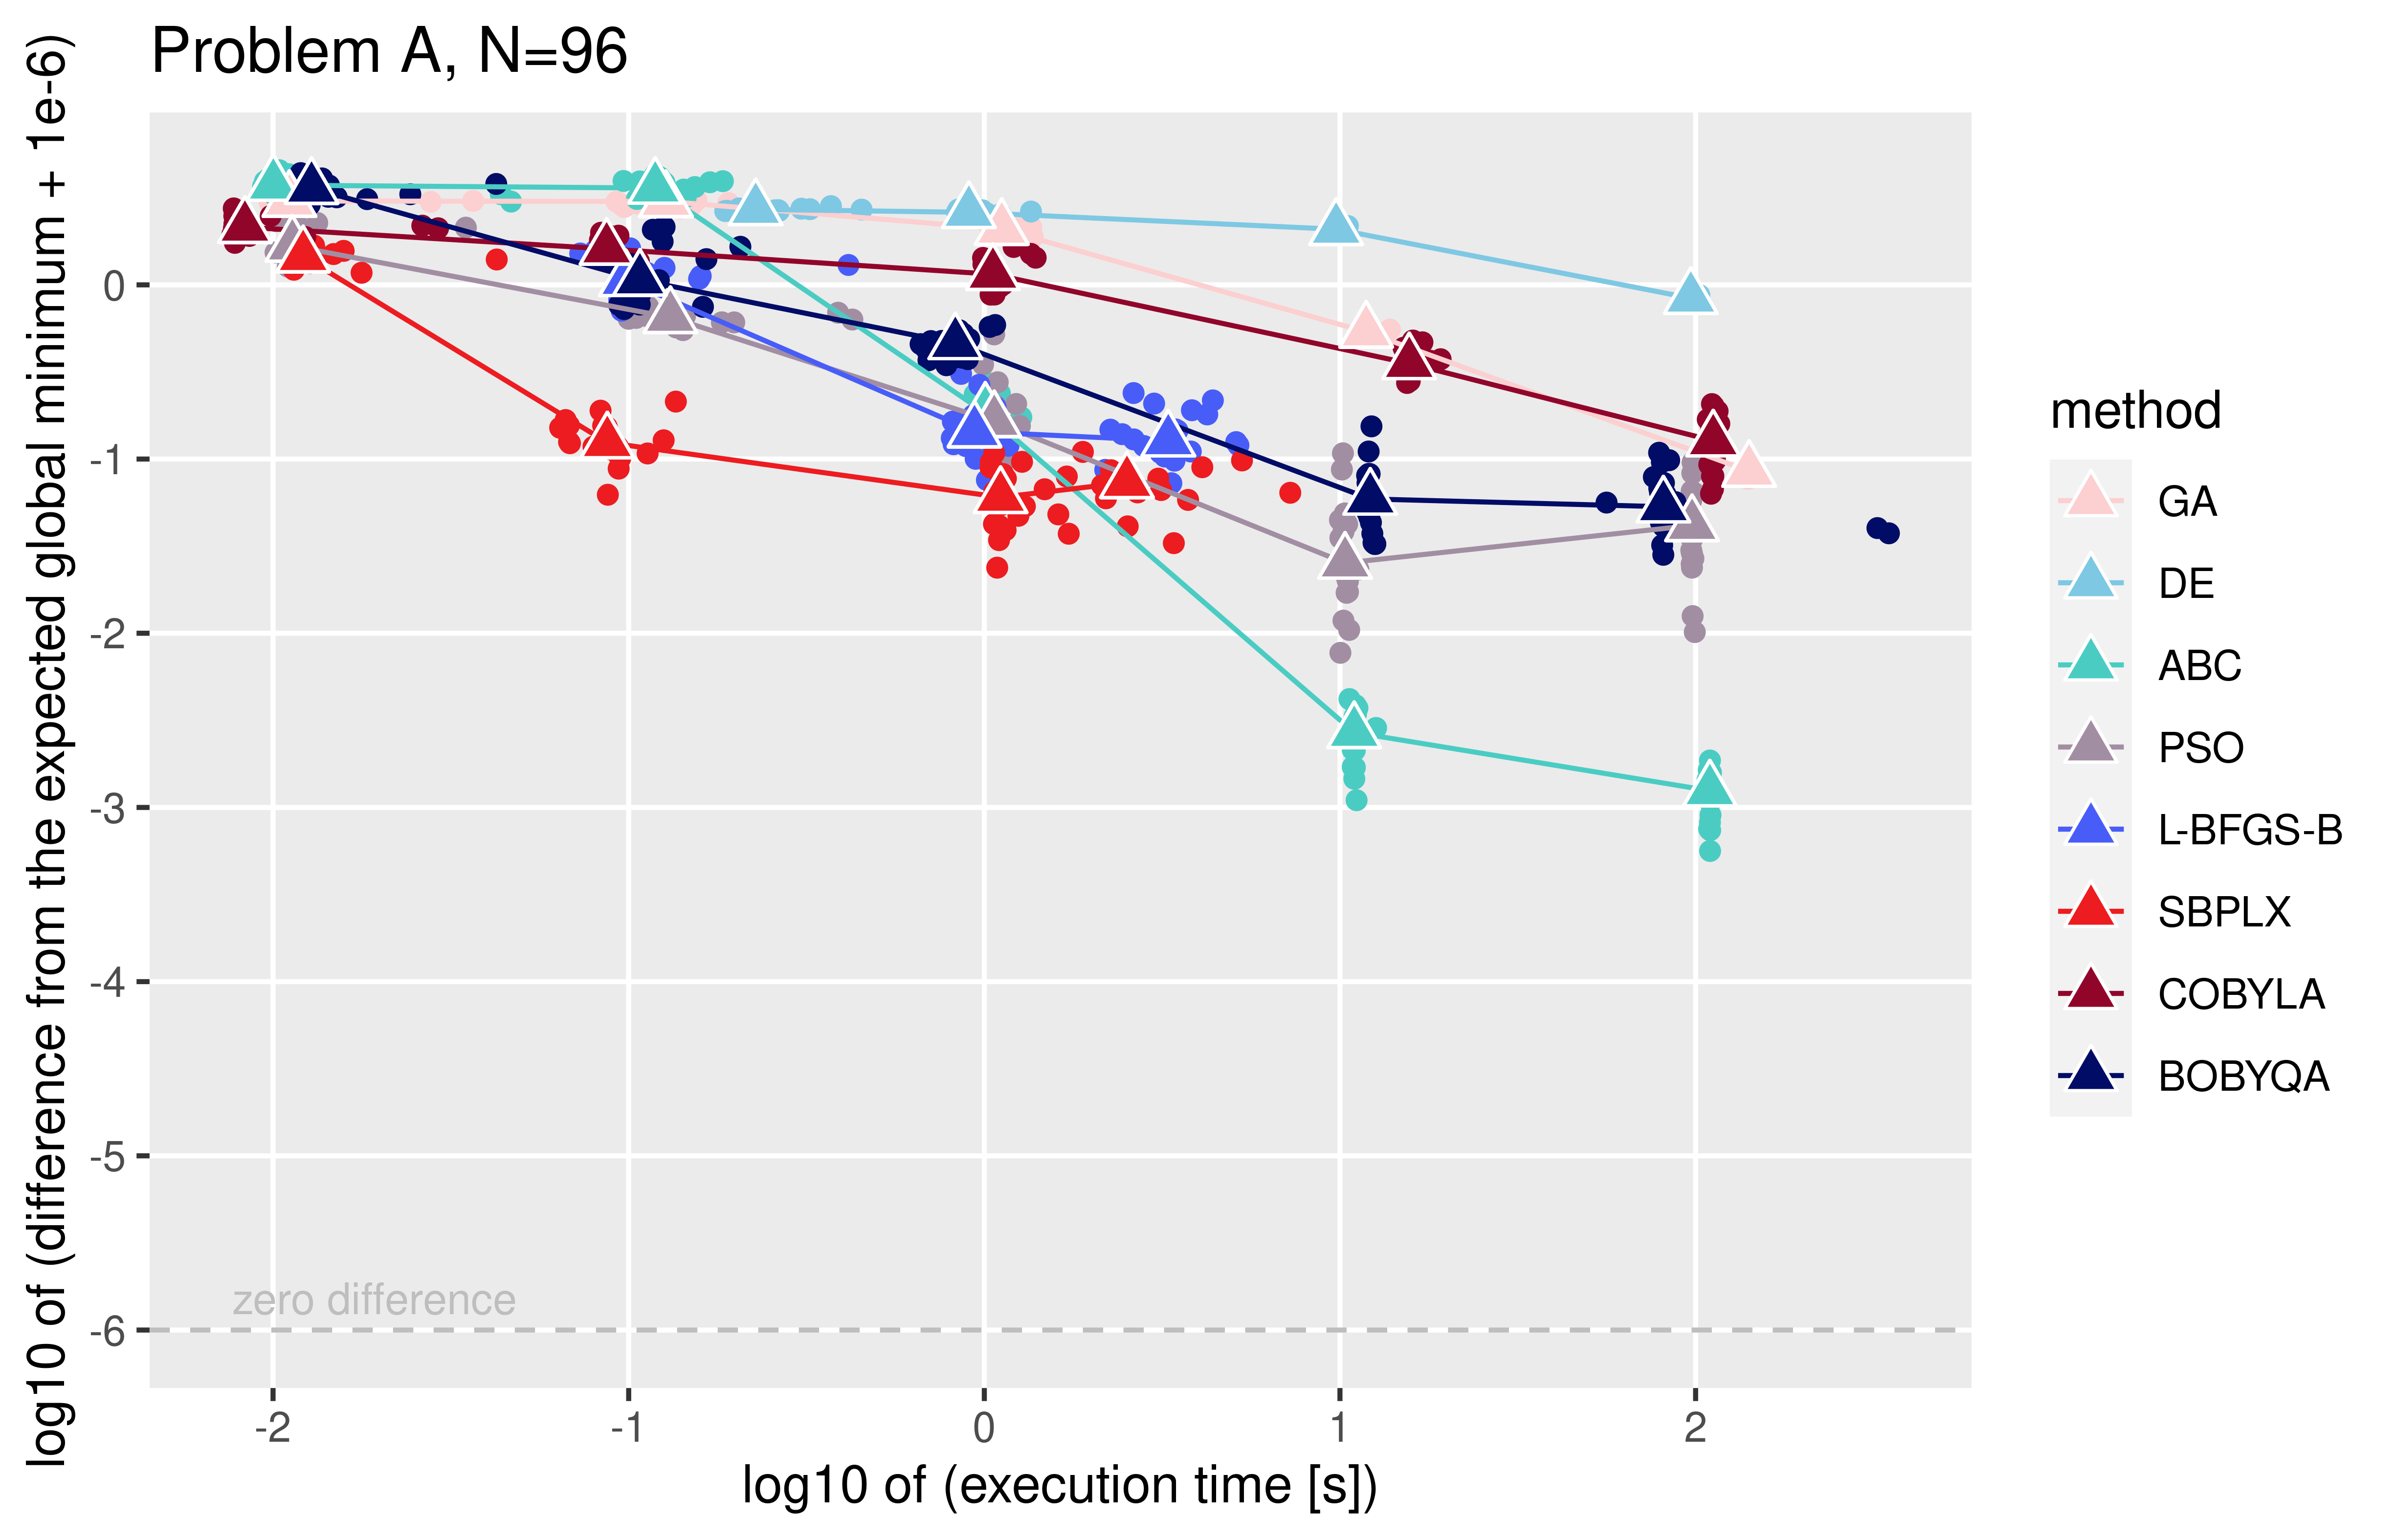 Problem A, N=96
log10 of (difference from the expected global minimum + 1e-6)
0
-1
-2
-3
-4
-5
-6
zero difference
-2
-1
0
1
2
log10 of (execution time [s])
method
GA
DE
ABC
PSO
L-BFGS-B
SBPLX
COBYLA
BOBYQA